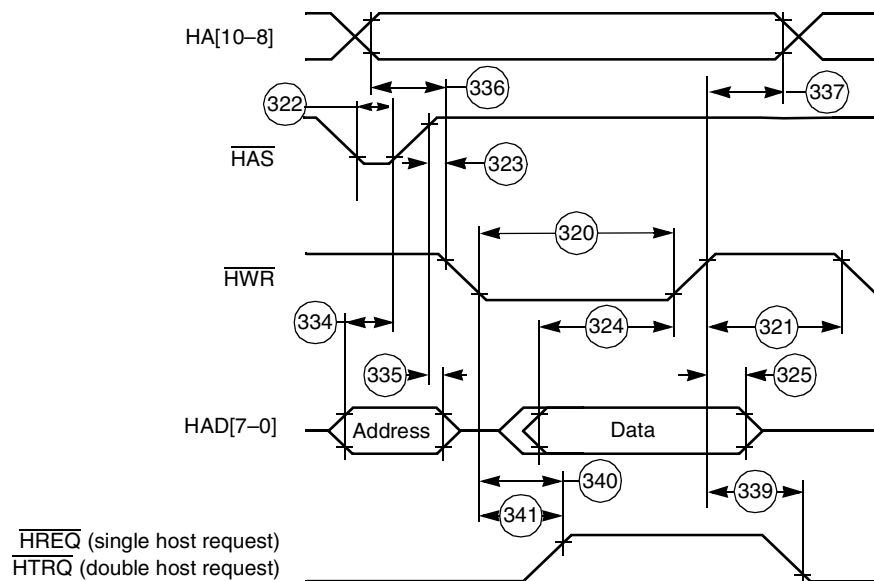 HA[10–8]
336
337
322
HAS
323
320
HWR
334
324
321
335
325
HAD[7–0]
Address
Data
340
339
341
HREQ (single host request)
HTRQ (double host request)